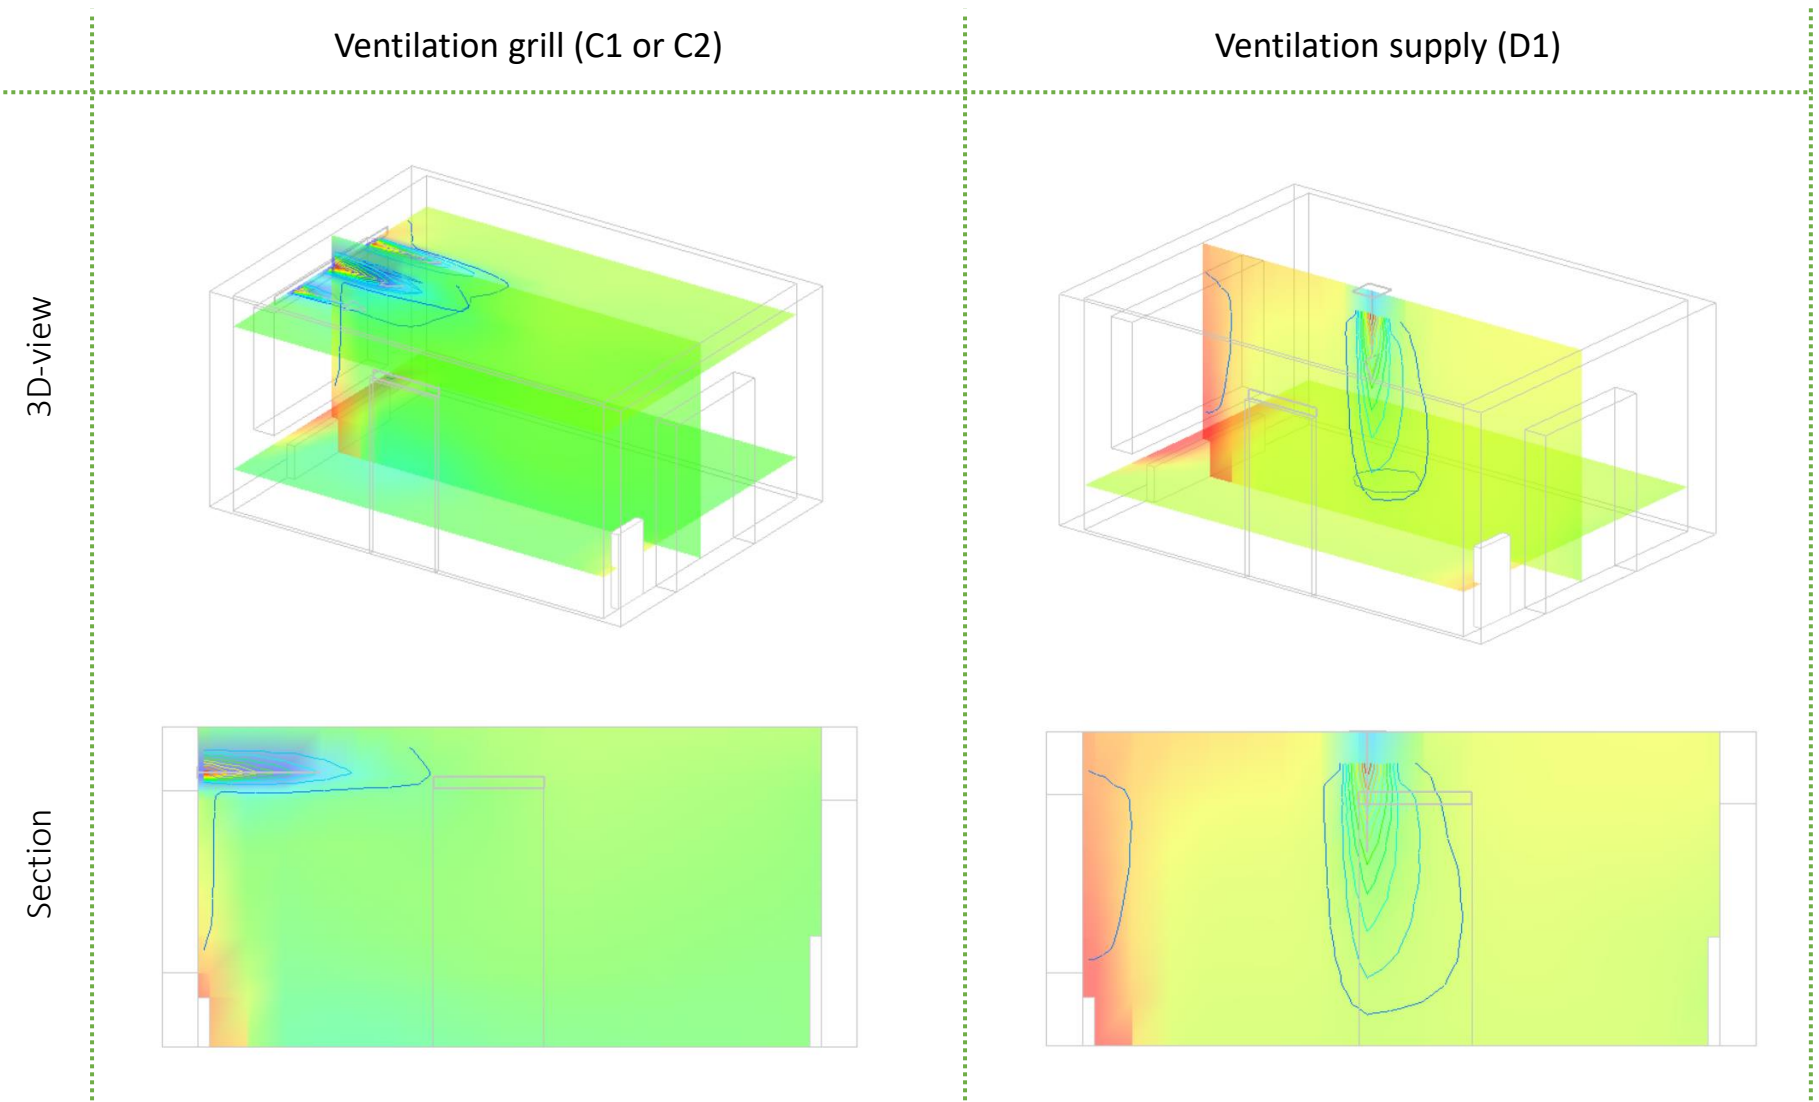 Ventilation grill (C1 or C2)
Ventilation supply (D1)
3D-view
Section